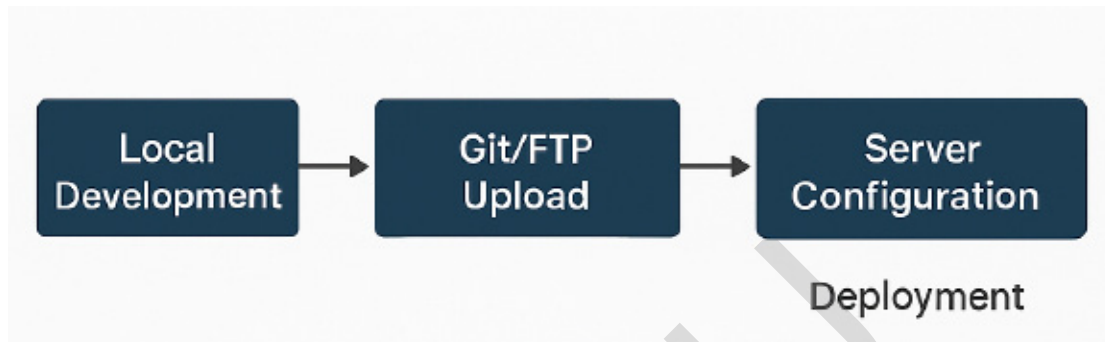 Local
Development
Git/FTP
Upload
Server
Configuration
Deployment